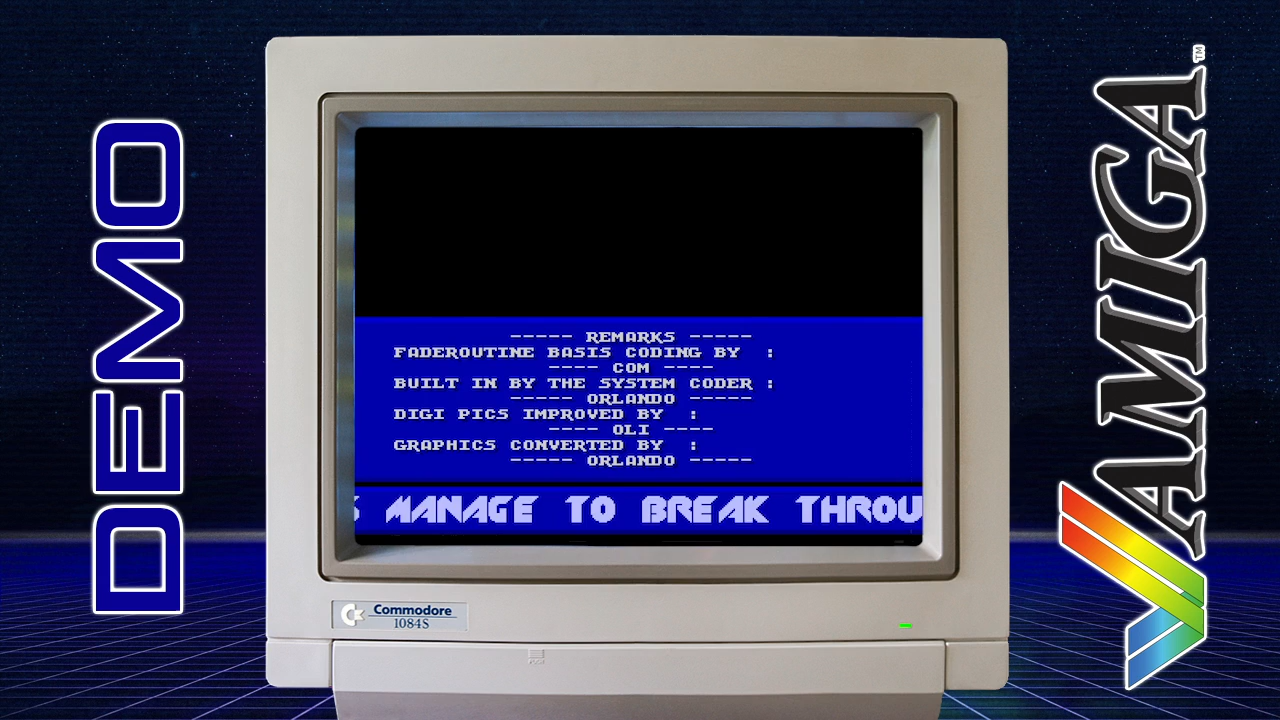 DEMO
----- REMARKS -----
FADEROUTINE BASIS CODING BY :
---- COM ----
BUILT IN BY THE SYSTEM CODER :
----- ORLANDO -----
DIGI PICS IMPROVED BY :
---- OLI ----
GRAPHICS CONVERTED BY :
----- ORLANDO -----
MANAGE TO BREAK THROU
Commodore
1084S
AMIGA™